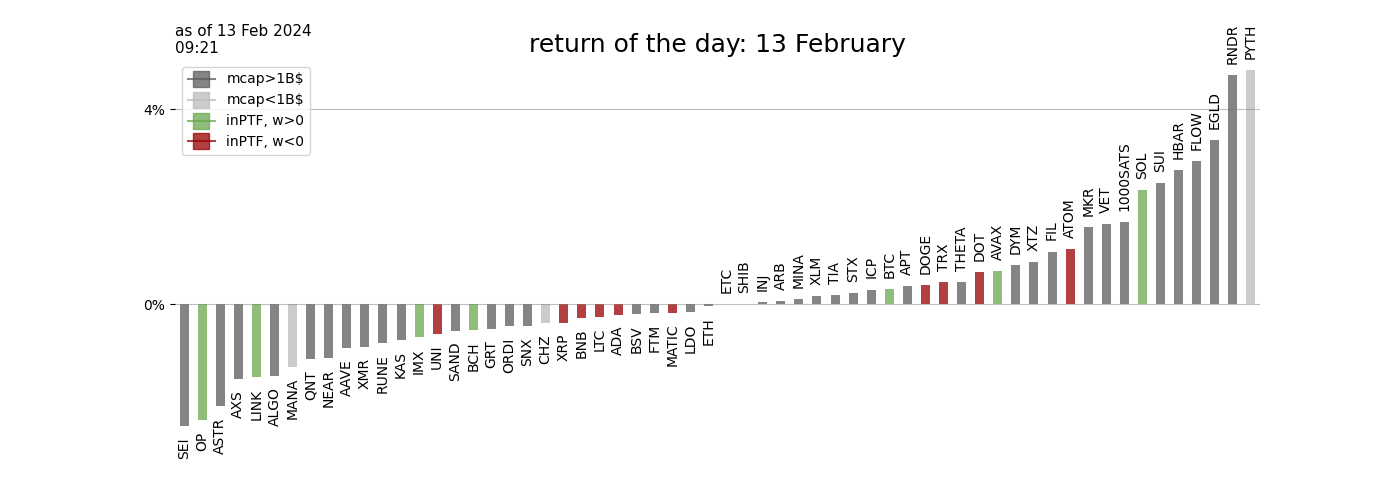 as of 13 Feb 2024
09:21
return of the day: 13 February
mcap>1B$
mcap<1B$
inPTF, w>0
inPTF, w<0
4%
0%
SEI
OP
ASTR
AXS
LINK
ALGO
MANA
QNT
NEAR
AAVE
XMR
RUNE
KAS
IMX
UNI
SAND
BCH
GRT
ORDI
SNX
CHZ
XRP
BNB
LTC
ADA
BSV
FTM
MATIC
LDO
ETH
ETC
SHIB
INJ
ARB
MINA
XLM
TIA
STX
ICP
BTC
APT
DOGE
TRX
THETA
DOT
AVAX
DYM
XTZ
FIL
ATOM
MKR
VET
1000SATS
SOL
SUI
HBAR
FLOW
EGLD
RNDR
PYTH